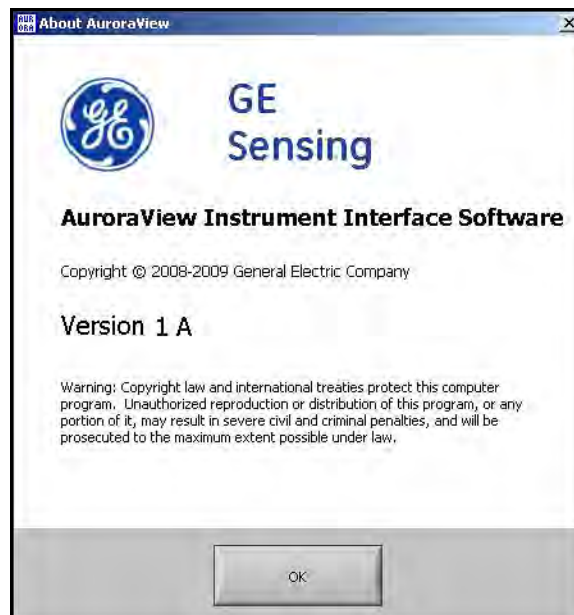 AUR
ORA
About AuroraView
GE
GE
Sensing
AuroraView Instrument Interface Software
Copyright © 2008-2009 General Electric Company
Version 1 A
Warning: Copyright law and international treaties protect this computer
program.  Unauthorized reproduction or distribution of this program, or any
portion of it, may result in severe civil and criminal penalties, and will be
prosecuted to the maximum extent possible under law.
OK